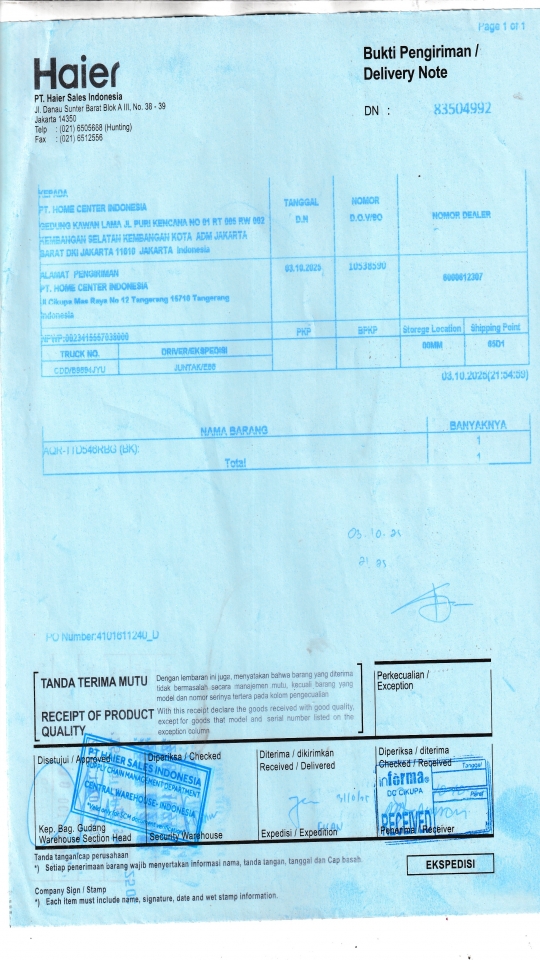 Page 1 of 1
Haier
PT. Haier Sales Indonesia
Jl. Danau Sunter Barat Blok A III, No. 38 - 39
Jakarta 14350
Telp : (021) 6505668 (Hunting)
Fax : (021) 6512556
Bukti Pengiriman /
Delivery Note
DN : 83504992
KEPADA
PT. HOME CENTER INDONESIA
GEDUNG KAWAN LAMA JL PURI KENCANA NO 01 RT 005 RW 002
KEMBANGAN SELATAN KEMBANGAN KOTA ADM JAKARTA
BARAT DKI JAKARTA 11610 JAKARTA Indonesia
TANGGAL
D.N
NOMOR
D.O./
NOMOR DEALER
ALAMAT PENGIRIMAN
PT. HOME CENTER INDONESIA
Jl Cikupa Mas Raya No 12 Tangerang 15710 Tangerang
Indonesia
03.10.2025
10538590
0000012307
NPWP:
PKP
BPKP
Storage Location
Shipping Point
TRUCK NO.
DRIVER/EKSPEDISI
00MM
05D1
03.10.2025(21:54:09)
NAMA BARANG
BANYAKNYA
AQR-TTD546RBG (BK):
1
Total
1
03.10.25
PO Number:4101611240_D
TANDA TERIMA MUTU
Dengan lembaran ini juga, menyatakan bahwa barang yang diterima
tidak bermasalah secara manajemen mutu, kecuali barang yang
model dan nomor serinya tertera pada kolom pengecualian
RECEIPT OF PRODUCT
QUALITY
With this receipt declare the goods received with good quality,
except for goods that model and serial number listed on the
exception column
Perkecualian /
Exception
Disetujui / Approved
Diperiksa / Checked
Diterima / dikirimkan
Received / Delivered
Diperiksa / diterima
Checked / Received
PT HAIER SALES INDONESIA
SUPPLY CHAIN MANAGEMENT DEPARTMENT
CENTRAL WAREHOUSE- INDONESIA
informa
DC CIKUPA
Tanggal
Paraf
RECEIVED
Kep. Bag. Gudang
Warehouse Section Head
Security Warehouse
Expedisi / Expedition
Penerima / Receiver
Tanda tangan/cap perusahaan
*) Setiap penerimaan barang wajib menyertakan informasi nama, tanda tangan, tanggal dan Cap basah.
EKSPEDISI
Company Sign / Stamp
*) Each item must include name, signature, date and wet stamp information.